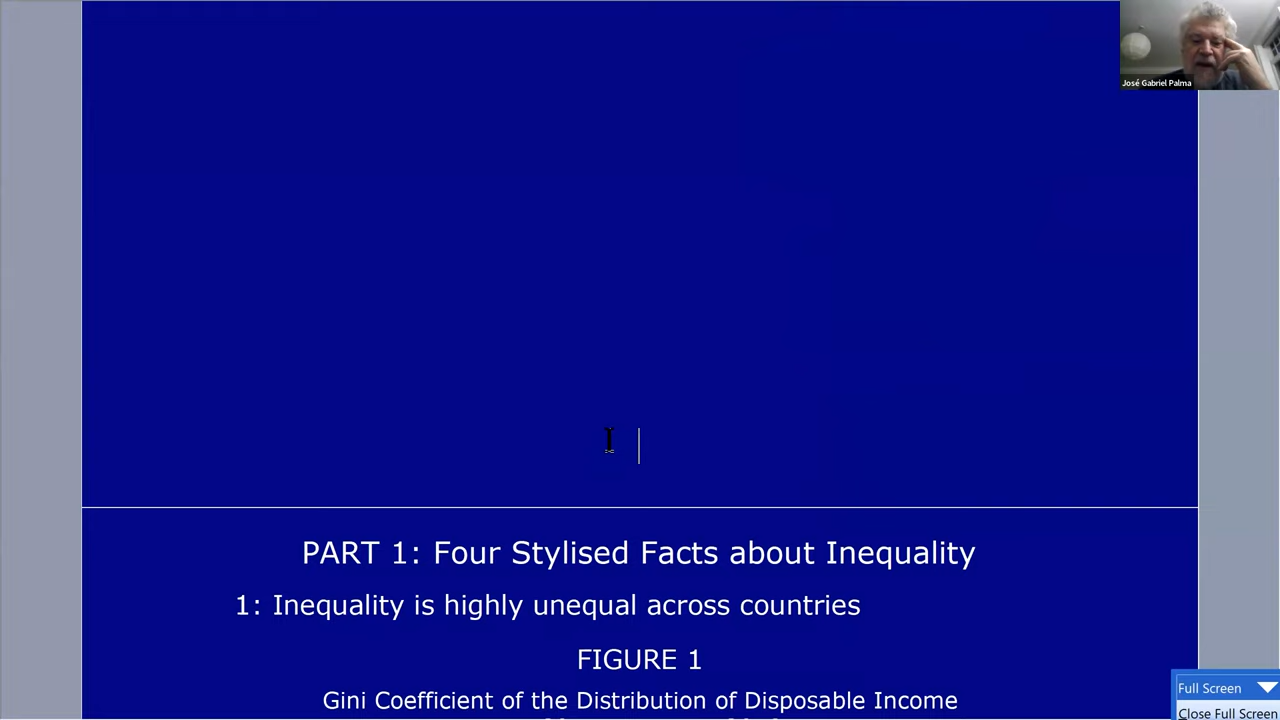 José Gabriel Palma
PART 1: Four Stylised Facts about Inequality
1: Inequality is highly unequal across countries
FIGURE 1
Gini Coefficient of the Distribution of Disposable Income
Full Screen
Close Full Screen